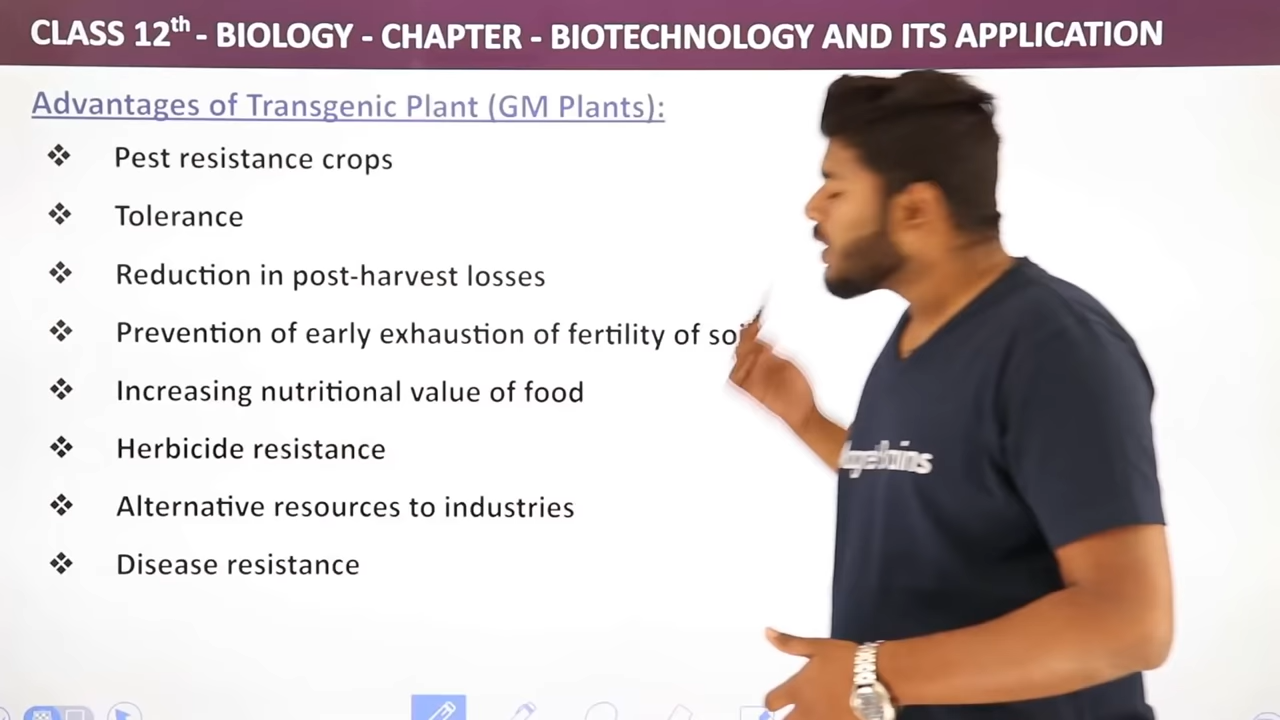 CLASS 12th - BIOLOGY - CHAPTER - BIOTECHNOLOGY AND ITS APPLICATION
Advantages of Transgenic Plant (GM Plants):
Pest resistance crops
Tolerance
Reduction in post-harvest losses
Prevention of early exhaustion of fertility of
Increasing nutritional value of food
Herbicide resistance
Alternative resources to industries
Disease resistance